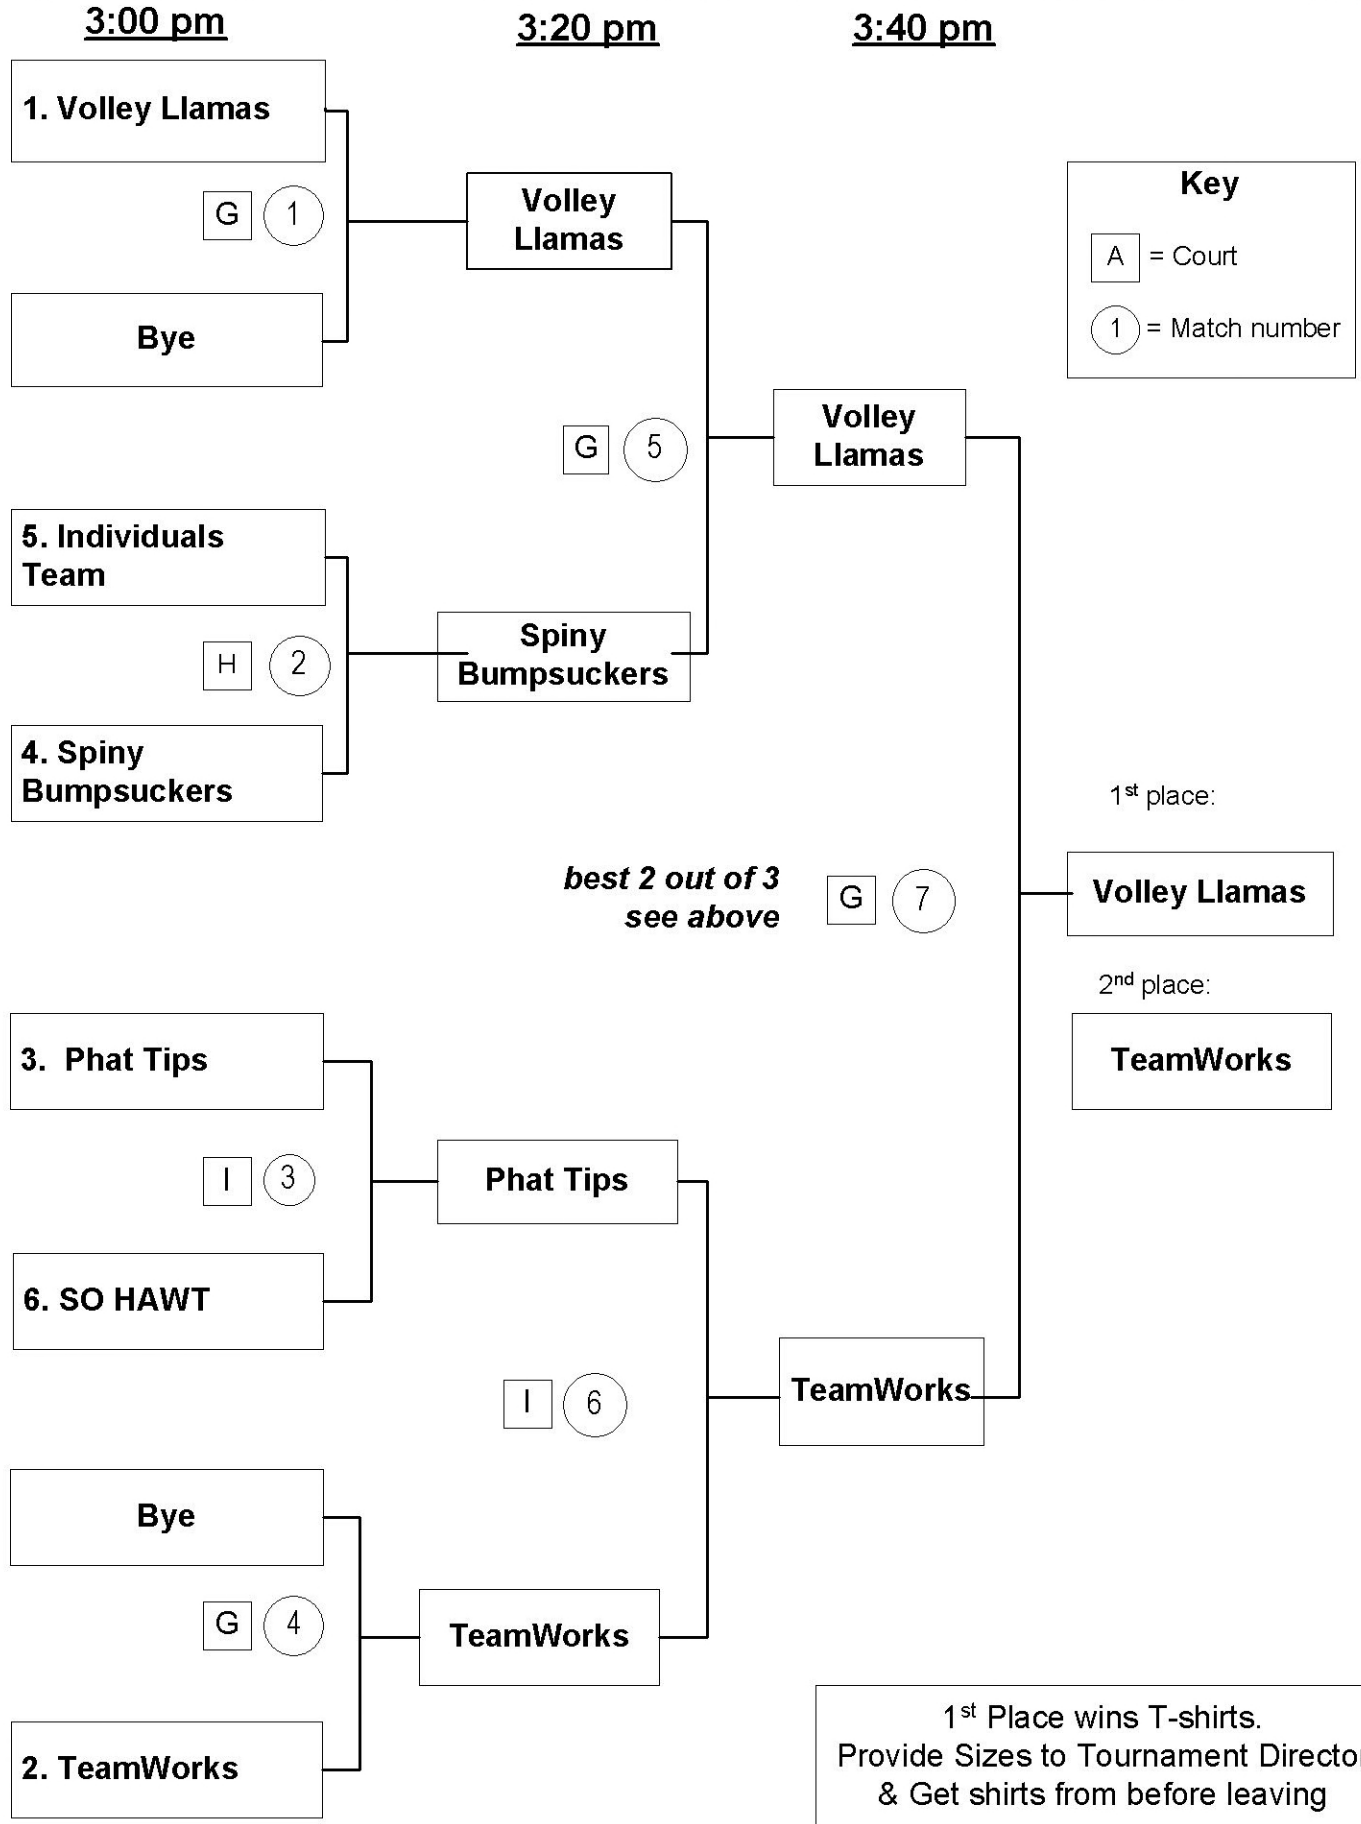 3:00 pm
3:20 pm
3:40 pm
1. Volley Llamas
G 1
Bye
Volley
Llamas
Key
A = Court
1 = Match number
G 5
Volley
Llamas
5. Individuals
Team
H 2
4. Spiny
Bumpsuckers
Spiny
Bumpsuckers
best 2 out of 3
see above
G 7
1st place:
Volley Llamas
2nd place:
TeamWorks
3. Phat Tips
I 3
6. SO HAWT
Phat Tips
I 6
TeamWorks
Bye
G 4
2. TeamWorks
TeamWorks
1st Place wins T-shirts.
Provide Sizes to Tournament Directo
& Get shirts from before leaving